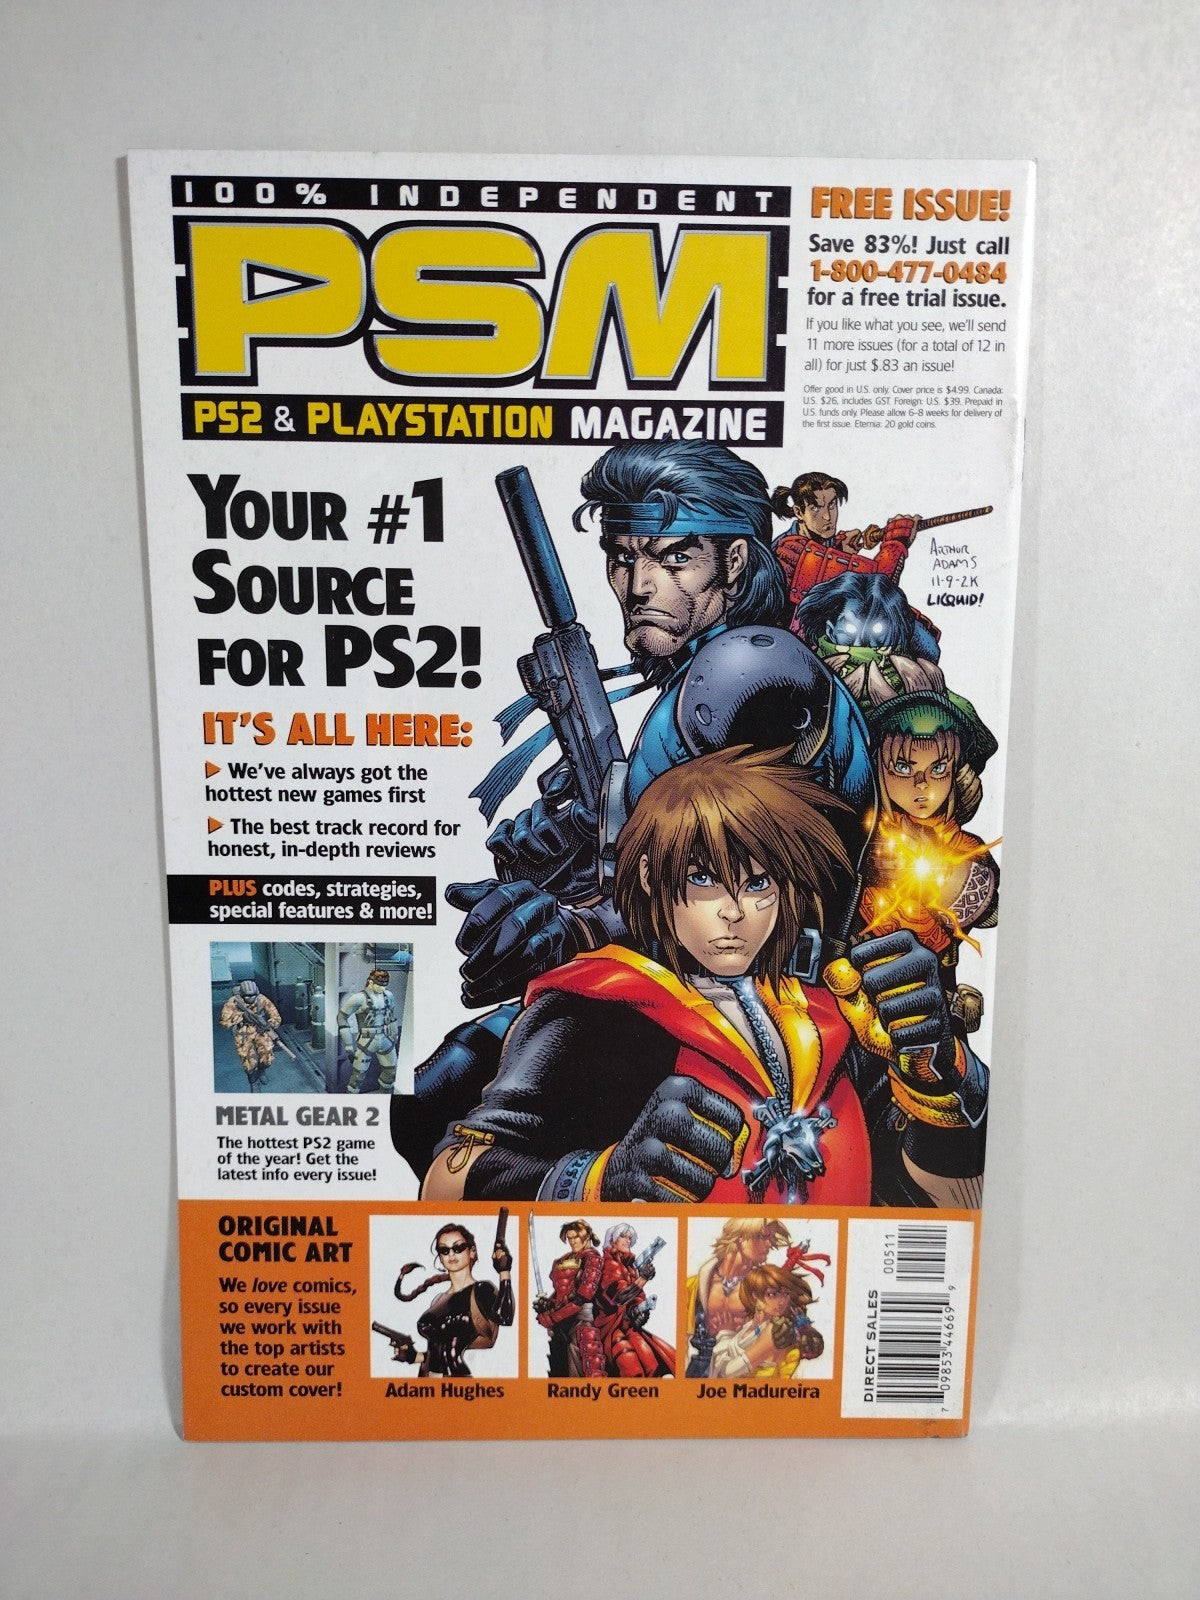 100% INDEPENDENT
PSM
PS2 & PLAYSTATION MAGAZINE
FREE ISSUE!
Save 83%! Just call
1-800-477-0484
for a free trial issue.
If you like what you see, we'll send
11 more issues (for a total of 12 in
all) for just $.83 an issue!
Offer good in U.S. only. Cover price is $4.99. Canada:
U.S. $26, includes GST. Foreign: U.S. $39. Prepaid in
U.S. funds only. Please allow 6-8 weeks for delivery of
the first issue. Eternia: 20 gold coins.
YOUR #1
SOURCE
FOR PS2!
ARTHUR
ADAMS
11-9-2K
LICQUID!
IT'S ALL HERE:
We've always got the
hottest new games first
The best track record for
honest, in-depth reviews
PLUS codes, strategies,
special features & more!
METAL GEAR 2
The hottest PS2 game
of the year! Get the
latest info every issue!
ORIGINAL
COMIC ART
We love comics,
so every issue
we work with
the top artists
to create our
custom cover!
Adam Hughes
Randy Green
Joe Madureira
DIRECT SALES
00511
7 09853 44669 9